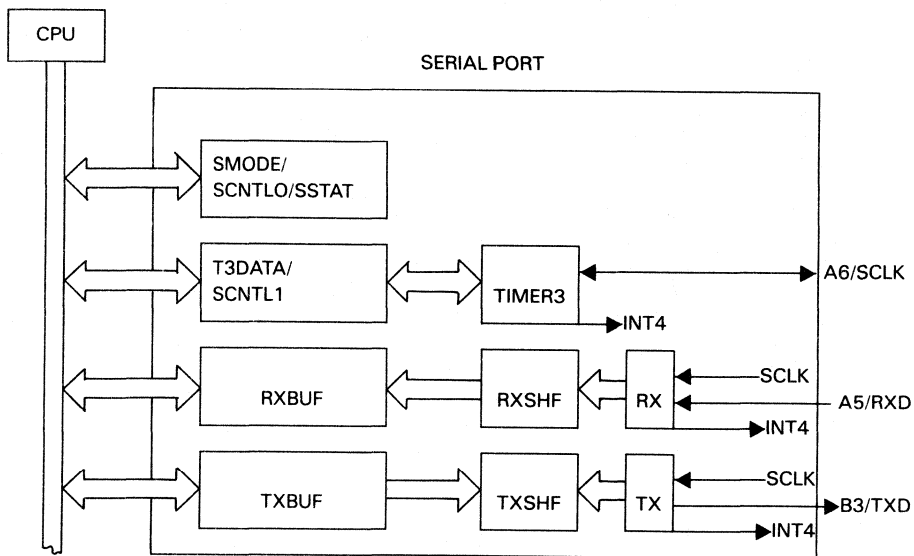 CPU
SERIAL PORT
SMODE/
SCNTLO/SSTAT
T3DATA/
SCNTL1
TIMER3
A6/SCLK
INT4
RXBUF
RXSHF
RX
SCLK
A5/RXD
INT4
TXBUF
TXSHF
TX
SCLK
B3/TXD
INT4